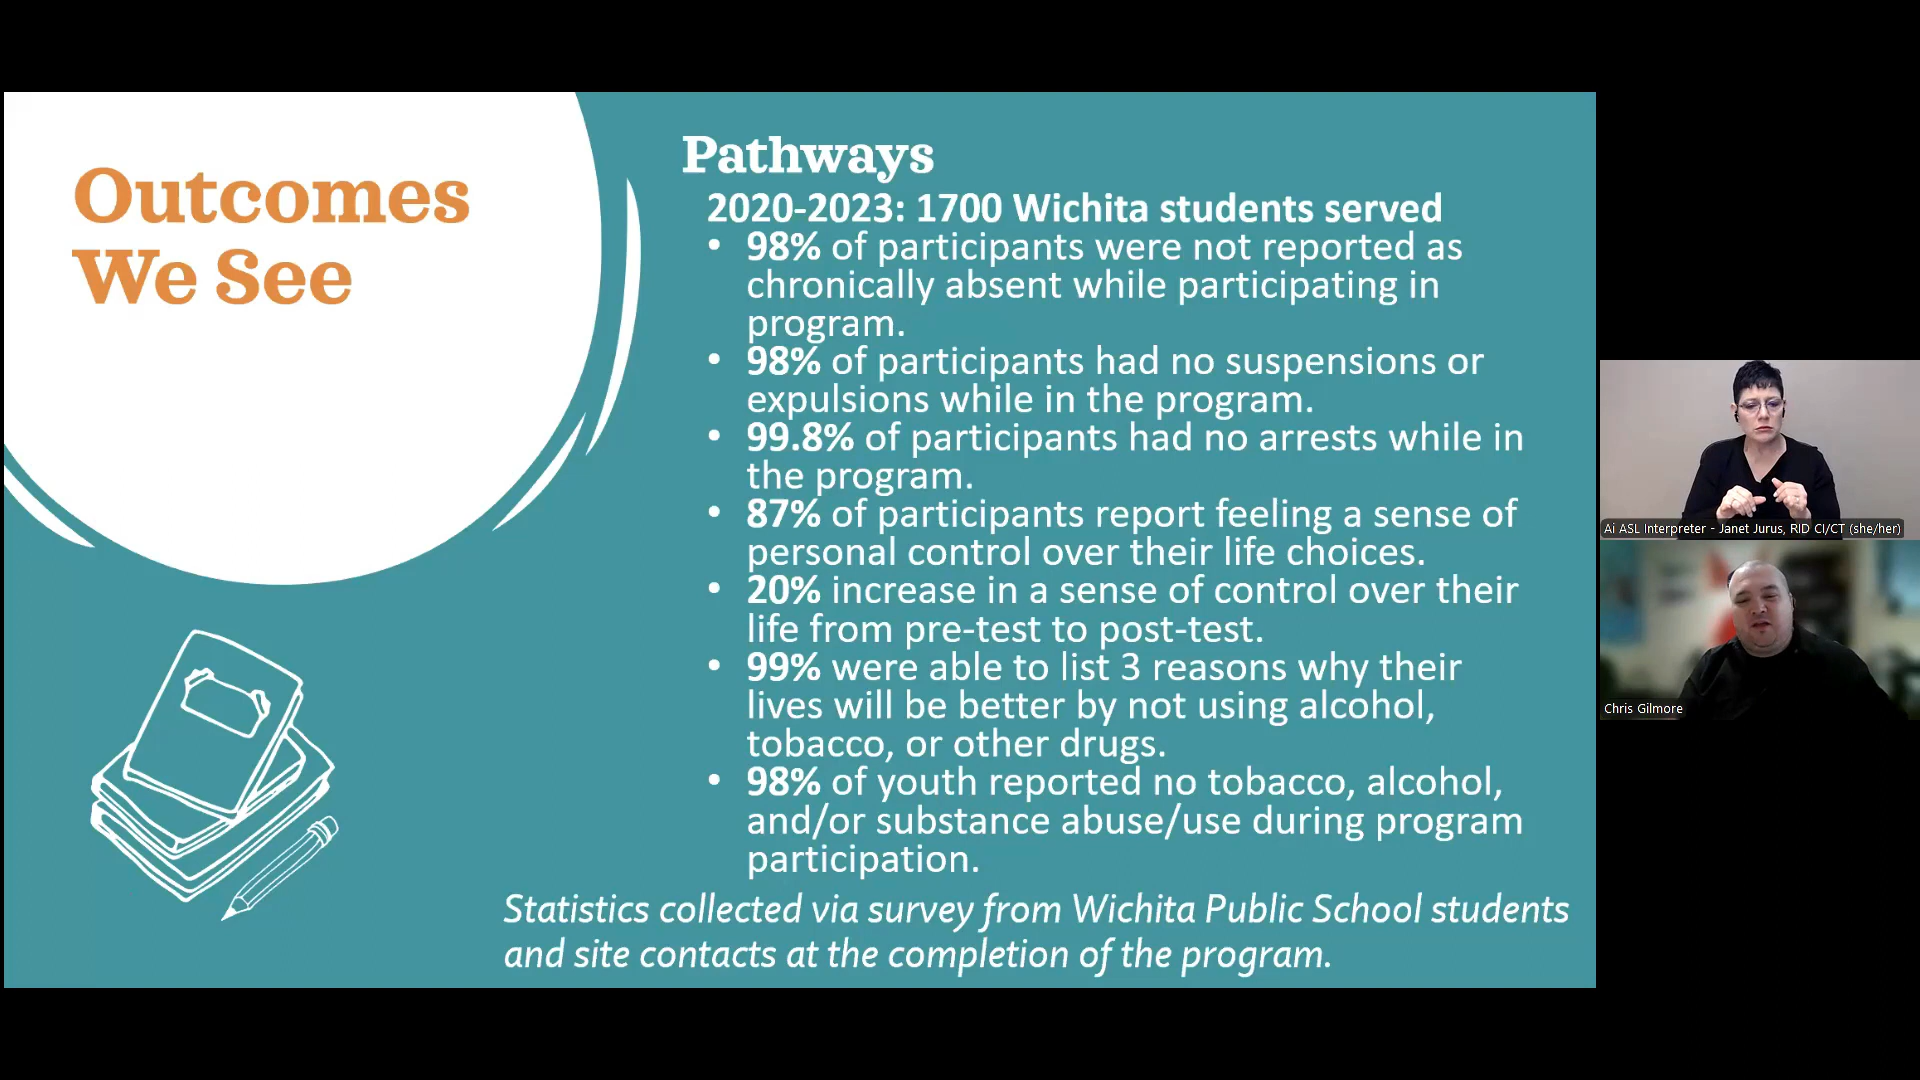 Outcomes
We See
Pathways
2020-2023: 1700 Wichita students served
• 98% of participants were not reported as
chronically absent while participating in
program.
• 98% of participants had no suspensions or
expulsions while in the program.
• 99.8% of participants had no arrests while in
the program.
• 87% of participants report feeling a sense of
personal control over their life choices.
• 20% increase in a sense of control over their
life from pre-test to post-test.
• 99% were able to list 3 reasons why their
lives will be better by not using alcohol,
tobacco, or other drugs.
• 98% of youth reported no tobacco, alcohol,
and/or substance abuse/use during program
participation.
Statistics collected via survey from Wichita Public School students
and site contacts at the completion of the program.
Ai ASL Interpreter - Janet Jurus, RID CI/CT (she/her)
Chris Gilmore